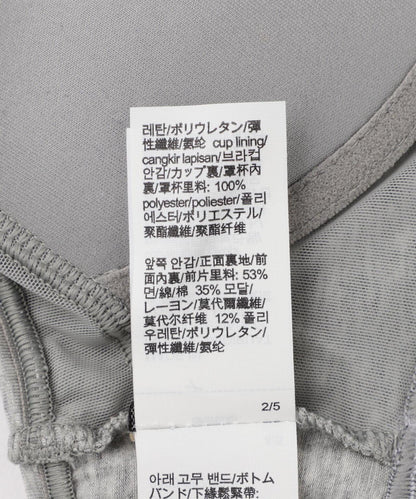 레탄/ポリウレタン/彈
性纖維/氨纶 cup lining/
cangkir lapisan/브라컵
안감/カップ裏/罩杯內
裏/罩杯里料: 100%
polyester/poliester/폴리
에스터/ポリエステル/
聚酯纖維/聚酯纤维
앞쪽 안감/正面裏地/前
面內裏/前片里料: 53%
면/綿/棉 35% 모달/
レーヨン/莫代爾纖維/
莫代尔纤维 12% 폴리
우레탄/ポリウレタン/
彈性纖維/氨纶
2/5
아래 고무 밴드/ボトム
バンド/下緣鬆緊帶: